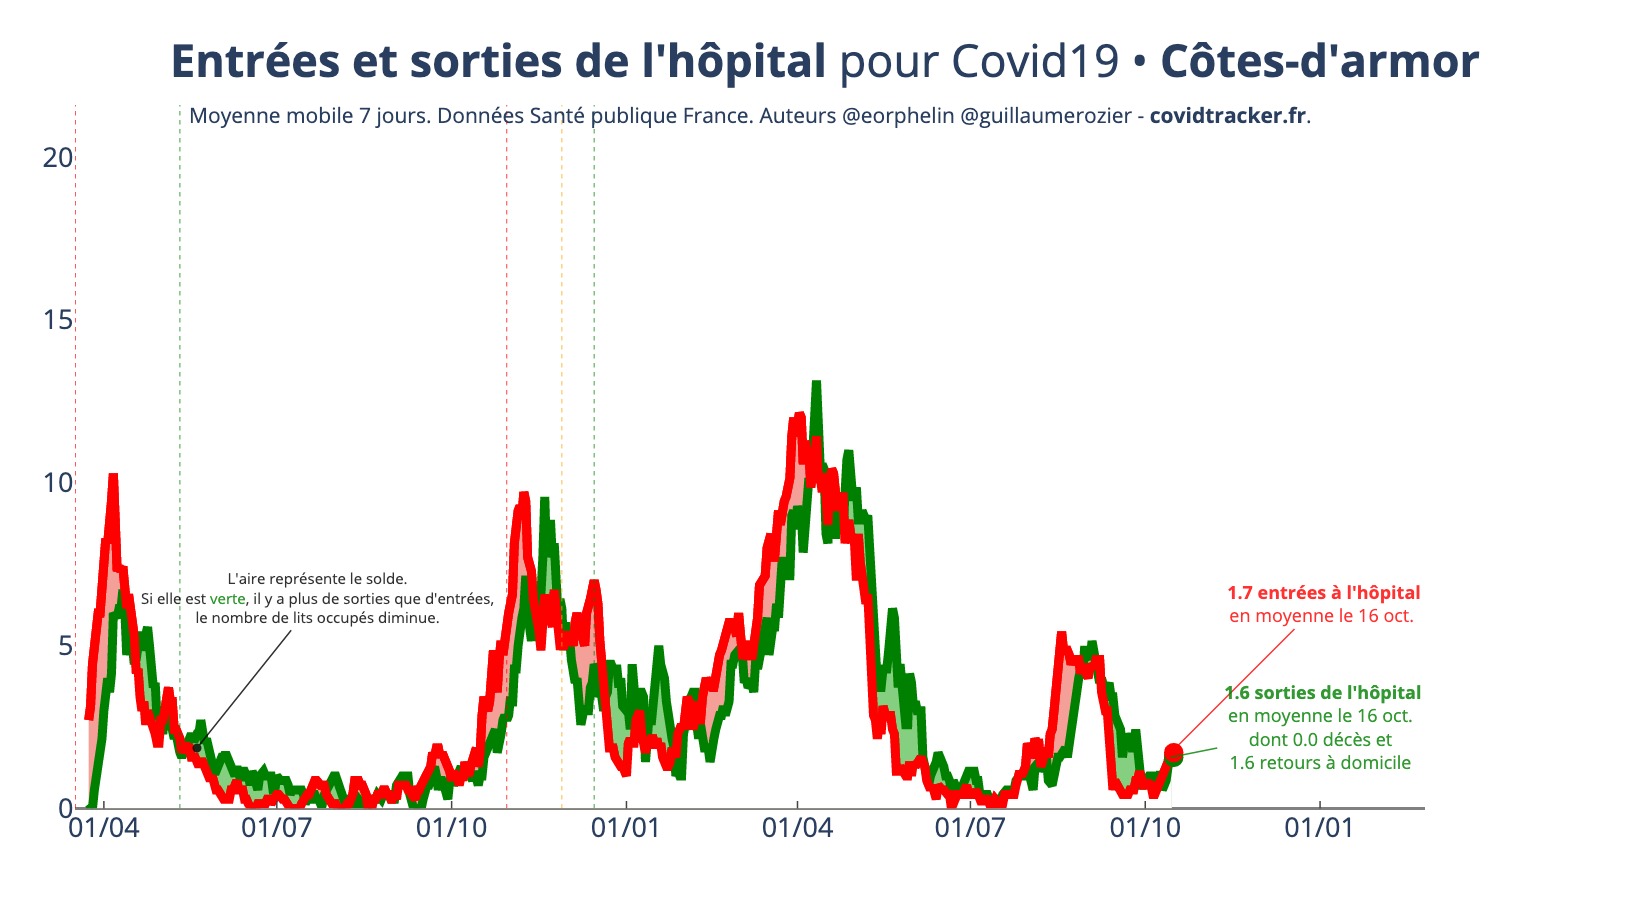 Entrées et sorties de l'hôpital pour Covid19 • Côtes-d'armor
Moyenne mobile 7 jours. Données Santé publique France. Auteurs @eorphelin @guillaumerozier - covidtracker.fr.
20
15
10
5
0
L'aire représente le solde.
Si elle est verte, il y a plus de sorties que d'entrées,
le nombre de lits occupés diminue.
1.7 entrées à l'hôpital
en moyenne le 16 oct.
1.6 sorties de l'hôpital
en moyenne le 16 oct.
dont 0.0 décès et
1.6 retours à domicile
01/04 01/07 01/10 01/01 01/04 01/07 01/10 01/01